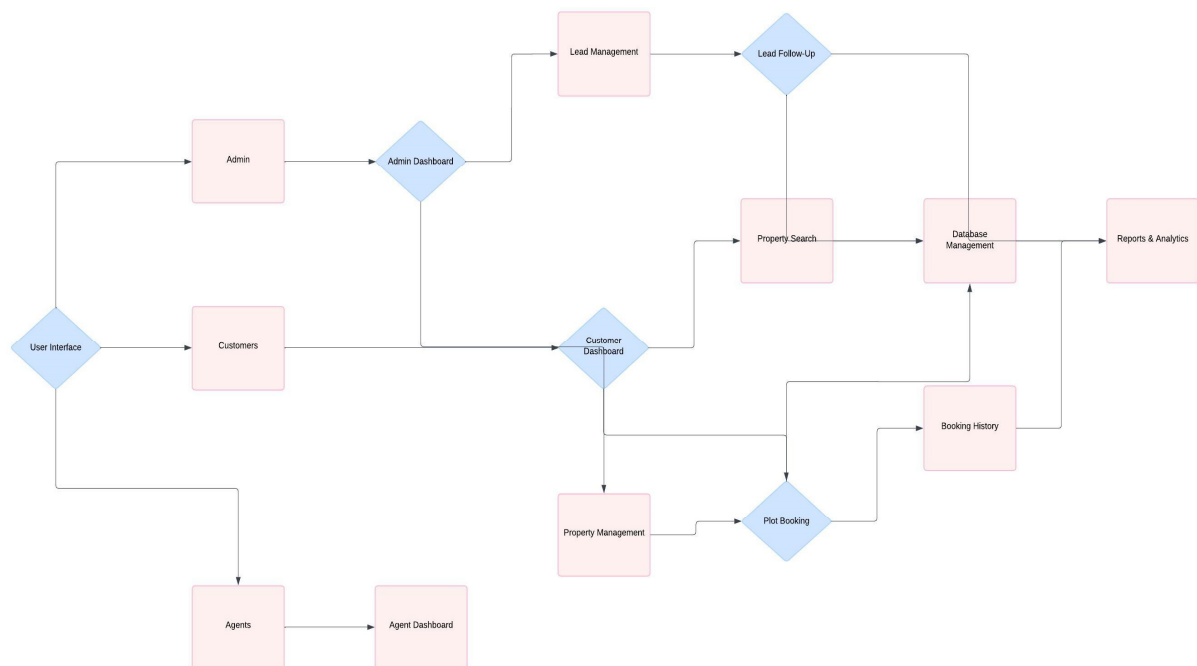 Lead Management
Lead Follow-Up
Admin
Admin Dashboard
Property Search
Database
Management
Reports & Analytics
User Interface
Customers
Customer
Dashboard
Booking History
Property Management
Plot Booking
Agents
Agent Dashboard